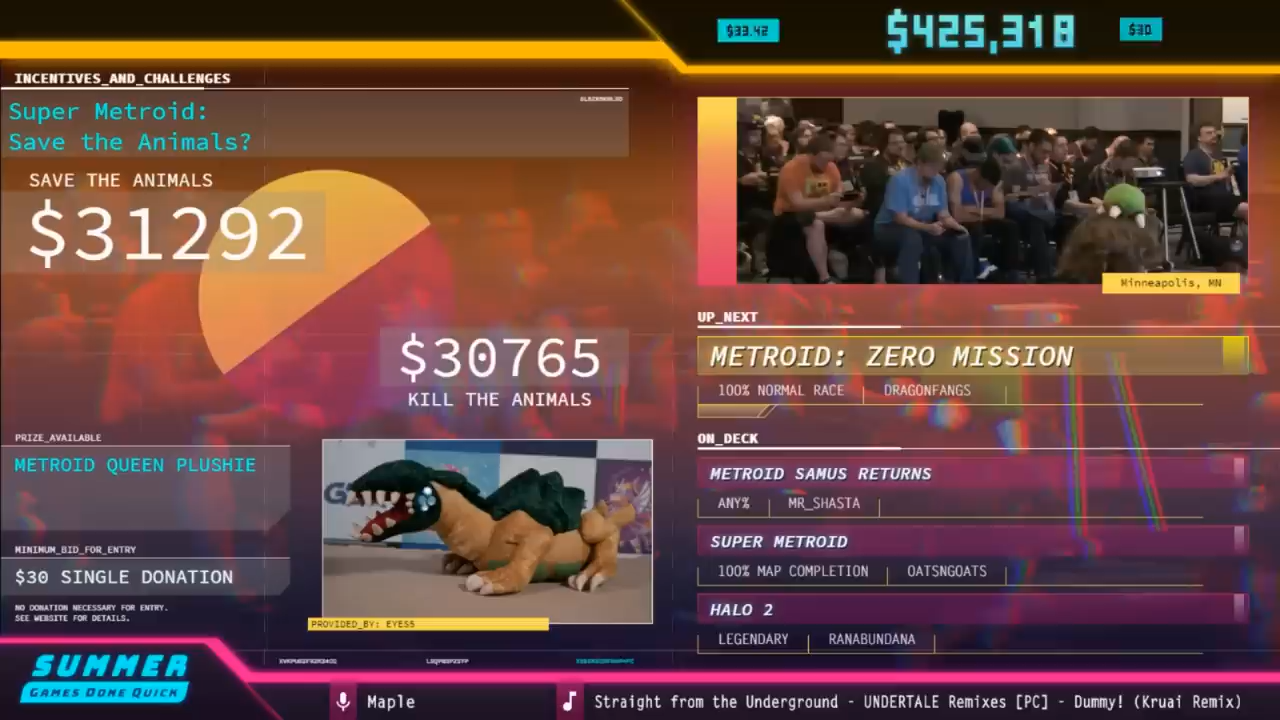 $33.42
$425,318
$30
INCENTIVES_AND_CHALLENGES
Super Metroid:
Save the Animals?
SAVE THE ANIMALS
$31292
$30765
KILL THE ANIMALS
PRIZE_AVAILABLE
METROID QUEEN PLUSHIE
MINIMUM_BID_FOR_ENTRY
$30 SINGLE DONATION
NO DONATION NECESSARY FOR ENTRY.
SEE WEBSITE FOR DETAILS.
PROVIDED_BY: EYES5
Minneapolis, MN
UP_NEXT
METROID: ZERO MISSION
100% NORMAL RACE
DRAGONFANGS
ON_DECK
METROID SAMUS RETURNS
ANY%
MR_SHASTA
SUPER METROID
100% MAP COMPLETION
OATSNGOATS
HALO 2
LEGENDARY
RANABUNDANA
SUMMER
GAMES DONE QUICK
Maple
Straight from the Underground - UNDERTALE Remixes [PC] - Dummy! (Kruai Remix)